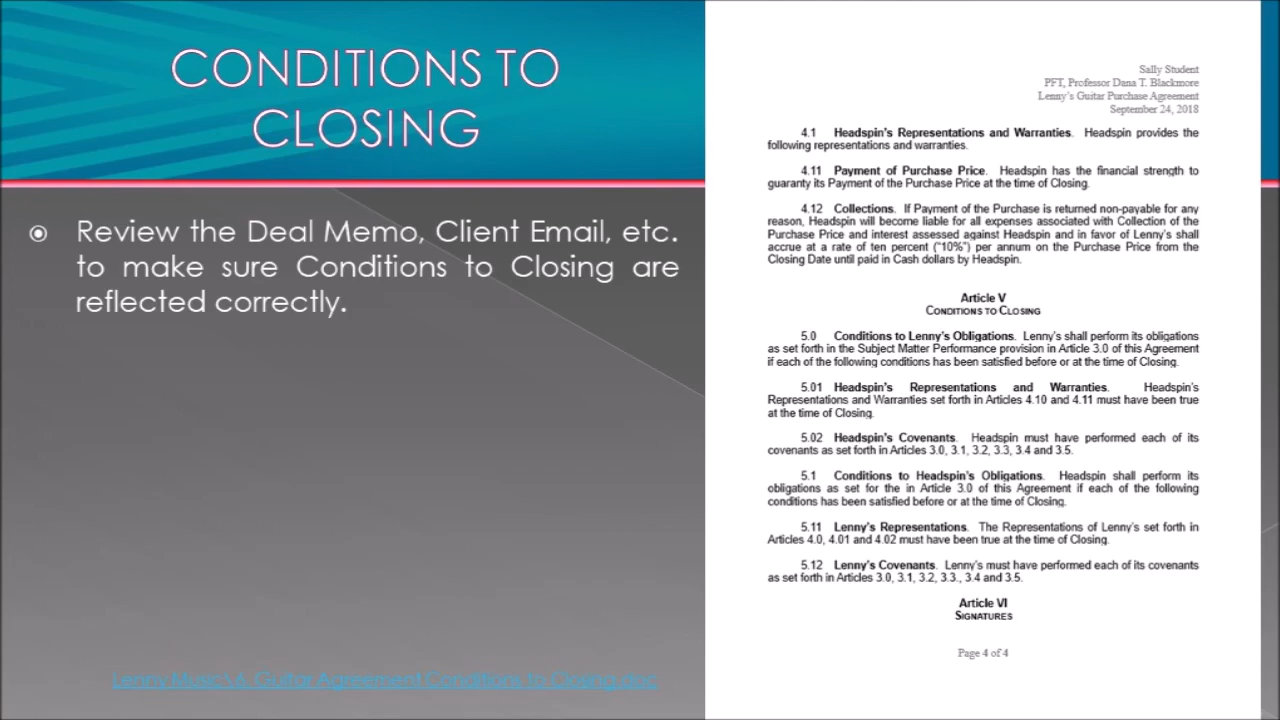 CONDITIONS TO
CLOSING
Review the Deal Memo, Client Email, etc.
to make sure Conditions to Closing are
reflected correctly.
Lenny Music\6. Guitar Agreement Conditions to Closing.doc
Sally Student
PFT, Professor Dana T. Blackmore
Lenny's Guitar Purchase Agreement
September 24, 2018
4.1 Headspin's Representations and Warranties. Headspin provides the
following representations and warranties.
4.11 Payment of Purchase Price. Headspin has the financial strength to
guaranty its Payment of the Purchase Price at the time of Closing.
4.12 Collections. If Payment of the Purchase is returned non-payable for any
reason, Headspin will become liable for all expenses associated with Collection of the
Purchase Price and interest assessed against Headspin and in favor of Lenny's shall
accrue at a rate of ten percent ("10%") per annum on the Purchase Price from the
Closing Date until paid in Cash dollars by Headspin.
Article V
CONDITIONS TO CLOSING
5.0 Conditions to Lenny's Obligations. Lenny's shall perform its obligations
as set forth in the Subject Matter Performance provision in Article 3.0 of this Agreement
if each of the following conditions has been satisfied before or at the time of Closing.
5.01 Headspin's Representations and Warranties. Headspin's
Representations and Warranties set forth in Articles 4.10 and 4.11 must have been true
at the time of Closing.
5.02 Headspin's Covenants. Headspin must have performed each of its
covenants as set forth in Articles 3.0, 3.1, 3.2, 3.3, 3.4 and 3.5.
5.1 Conditions to Headspin's Obligations. Headspin shall perform its
obligations as set for the in Article 3.0 of this Agreement if each of the following
conditions has been satisfied before or at the time of Closing.
5.11 Lenny's Representations. The Representations of Lenny's set forth in
Articles 4.0, 4.01 and 4.02 must have been true at the time of Closing.
5.12 Lenny's Covenants. Lenny's must have performed each of its covenants
as set forth in Articles 3.0, 3.1, 3.2, 3.3., 3.4 and 3.5.
Article VI
SIGNATURES
Page 4 of 4